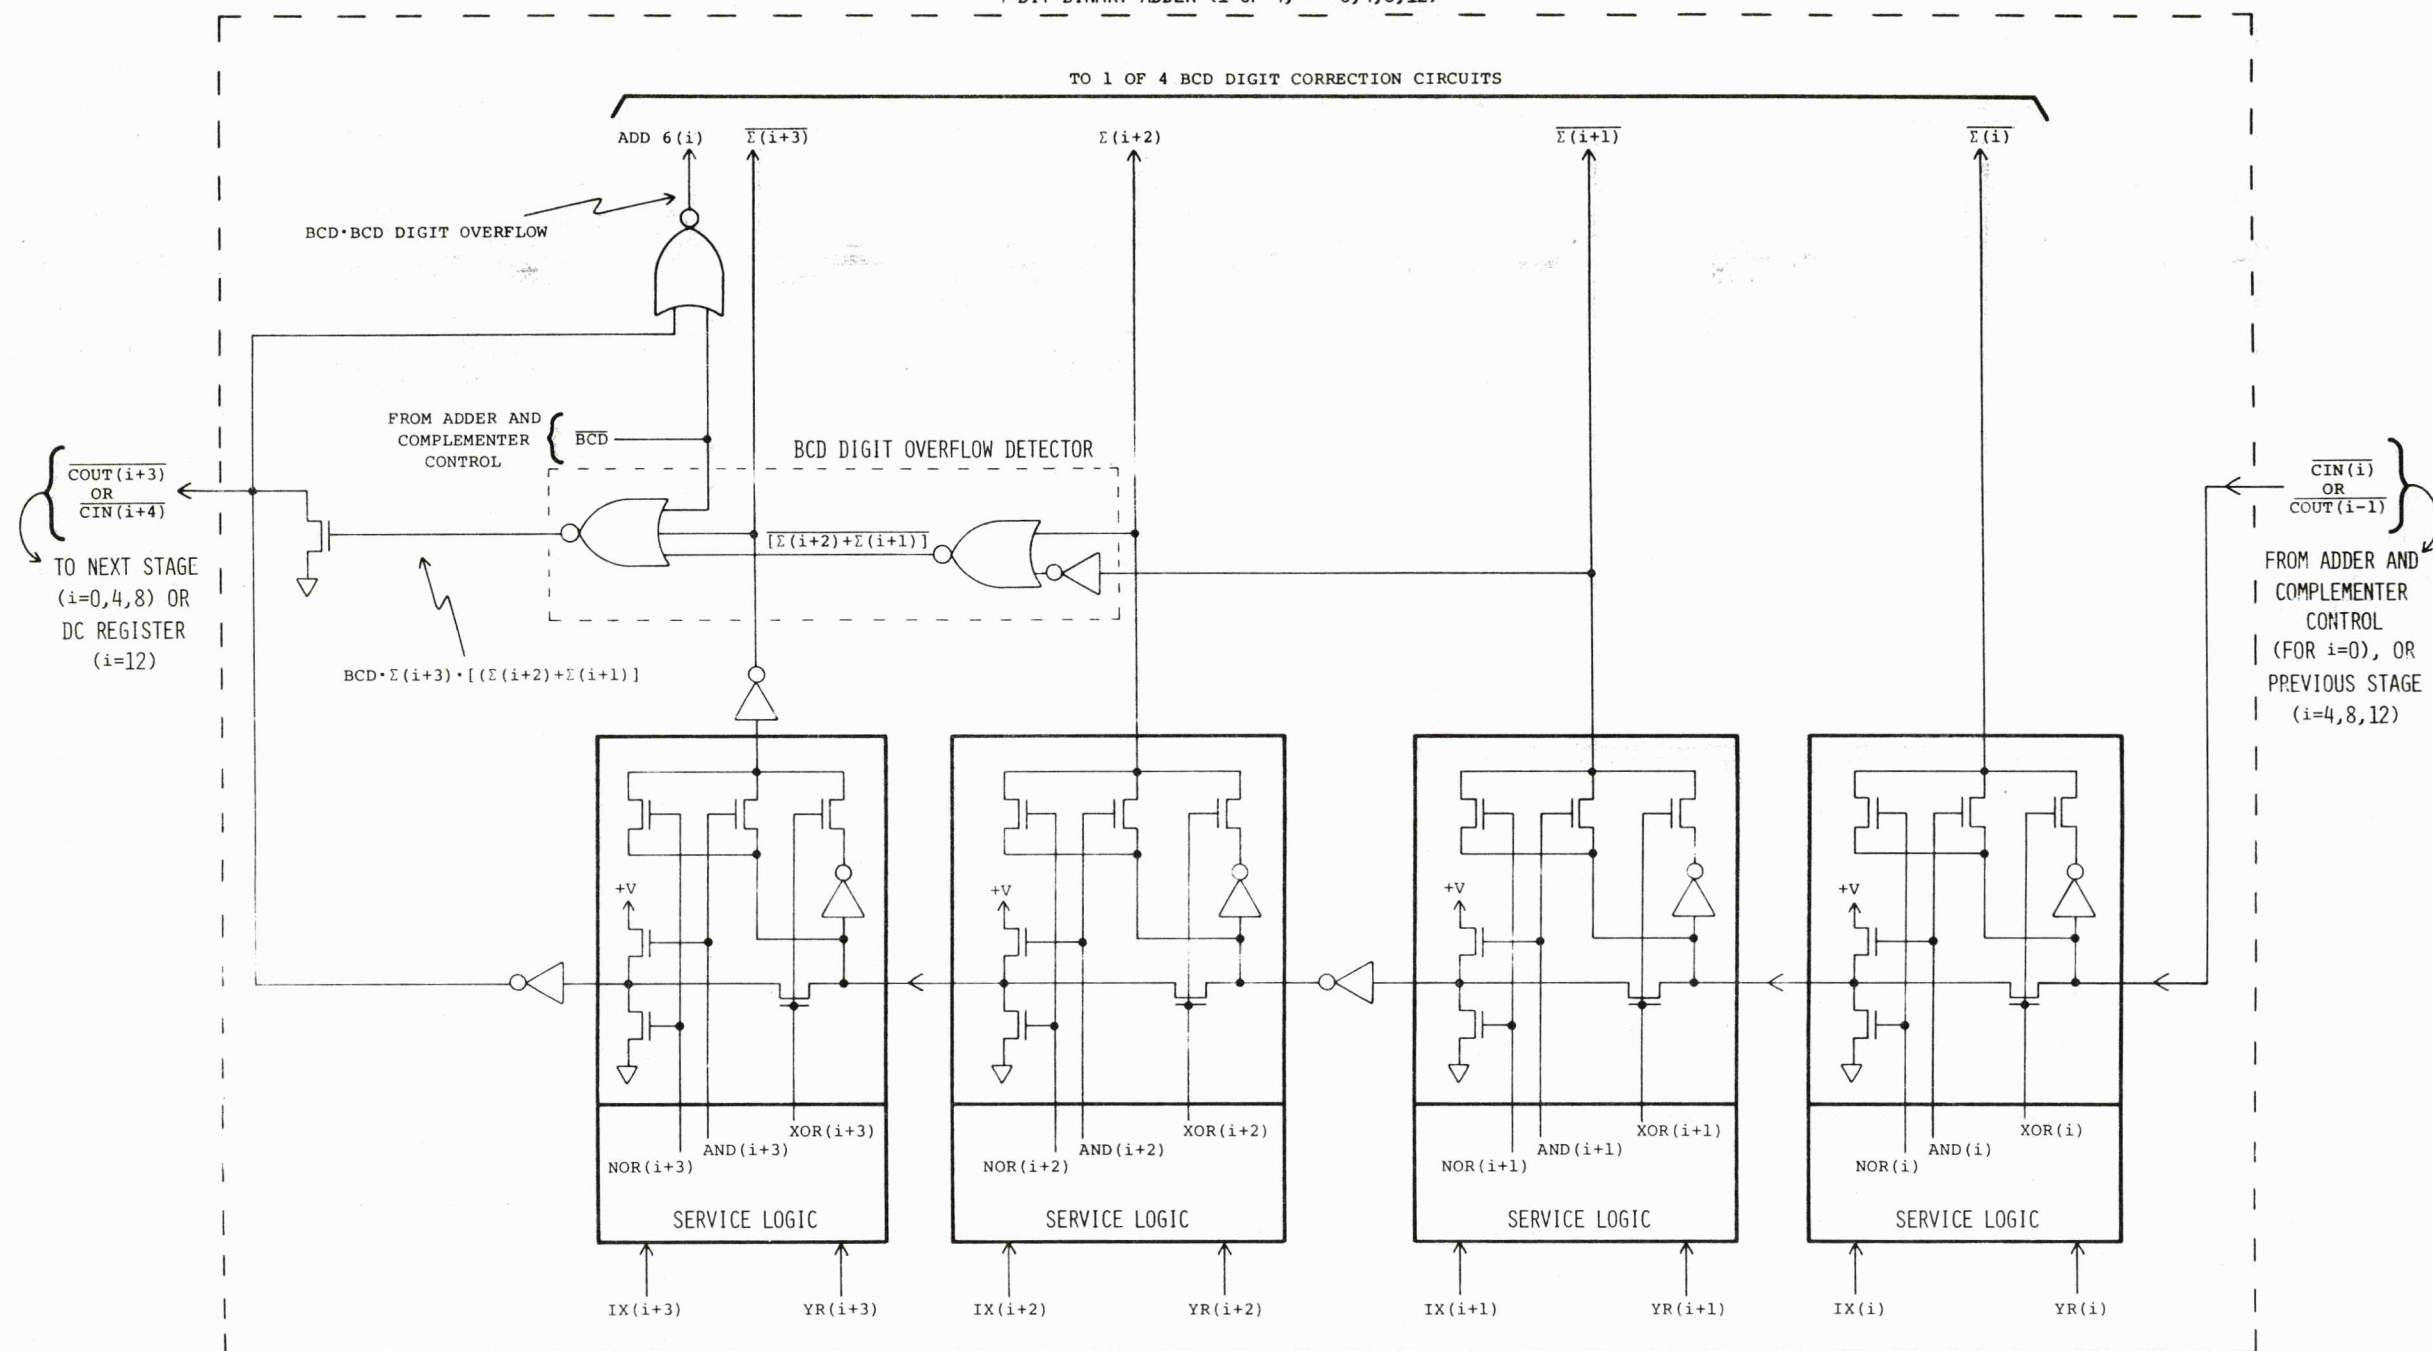 TO 1 OF 4 BCD DIGIT CORRECTION CIRCUITS
ADD 6(i)
Σ(i+3)
Σ(i+2)
Σ(i+1)
Σ(i)
BCD·BCD DIGIT OVERFLOW
FROM ADDER AND
COMPLEMENTER
CONTROL
BCD
BCD DIGIT OVERFLOW DETECTOR
COUT(i+3)
OR
CIN(i+4)
TO NEXT STAGE
(i=0,4,8) OR
DC REGISTER
(i=12)
[Σ(i+2)+Σ(i+1)]
BCD·Σ(i+3)·[(Σ(i+2)+Σ(i+1)]
CIN(i)
OR
COUT(i-1)
FROM ADDER AND
COMPLEMENTER
CONTROL
(FOR i=0), OR
PREVIOUS STAGE
(i=4,8,12)
+V
+V
+V
+V
XOR(i+3)
AND(i+3)
NOR(i+3)
SERVICE LOGIC
XOR(i+2)
AND(i+2)
NOR(i+2)
SERVICE LOGIC
XOR(i+1)
AND(i+1)
NOR(i+1)
SERVICE LOGIC
XOR(i)
AND(i)
NOR(i)
SERVICE LOGIC
IX(i+3)
YR(i+3)
IX(i+2)
YR(i+2)
IX(i+1)
YR(i+1)
IX(i)
YR(i)